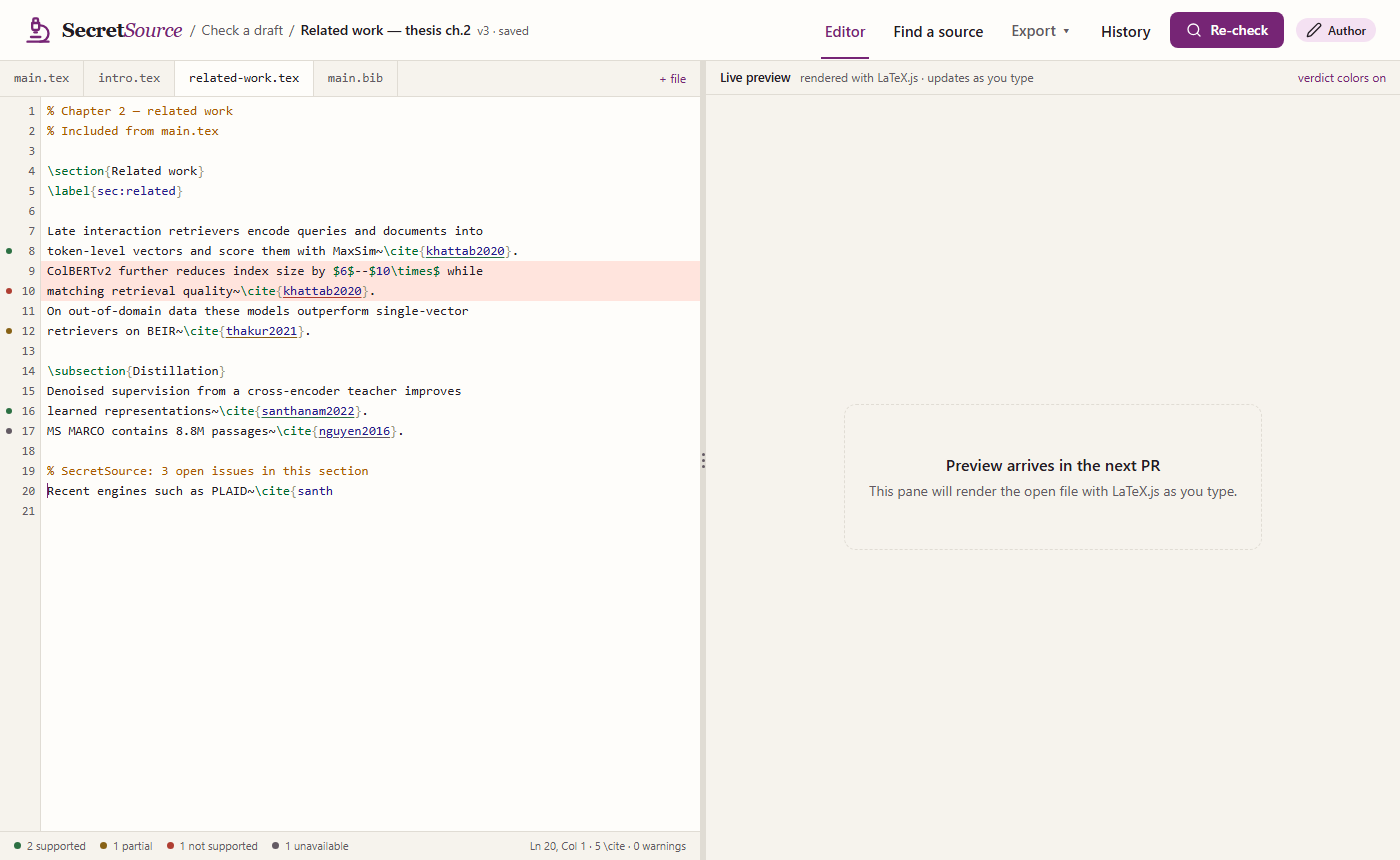 SecretSource / Check a draft / Related work — thesis ch.2 v3 · saved
Editor Find a source Export ▾ History Re-check Author
main.tex intro.tex related-work.tex main.bib + file
1 % Chapter 2 — related work
2 % Included from main.tex
3
4 \section{Related work}
5 \label{sec:related}
6
7 Late interaction retrievers encode queries and documents into
8 token-level vectors and score them with MaxSim~\cite{khattab2020}.
9 ColBERTv2 further reduces index size by $6$--$10\times$ while
10 matching retrieval quality~\cite{khattab2020}.
11 On out-of-domain data these models outperform single-vector
12 retrievers on BEIR~\cite{thakur2021}.
13
14 \subsection{Distillation}
15 Denoised supervision from a cross-encoder teacher improves
16 learned representations~\cite{santhanam2022}.
17 MS MARCO contains 8.8M passages~\cite{nguyen2016}.
18
19 % SecretSource: 3 open issues in this section
20 Recent engines such as PLAID~\cite{santh
21
2 supported 1 partial 1 not supported 1 unavailable Ln 20, Col 1 · 5 \cite · 0 warnings
Live preview rendered with LaTeX.js · updates as you type verdict colors on
Preview arrives in the next PR
This pane will render the open file with LaTeX.js as you type.